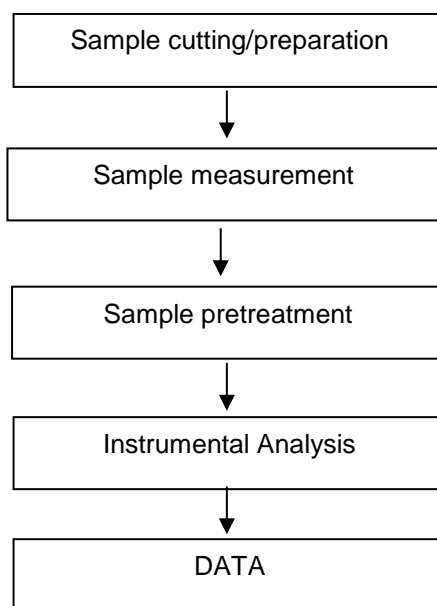 Sample cutting/preparation
Sample measurement
Sample pretreatment
Instrumental Analysis
DATA